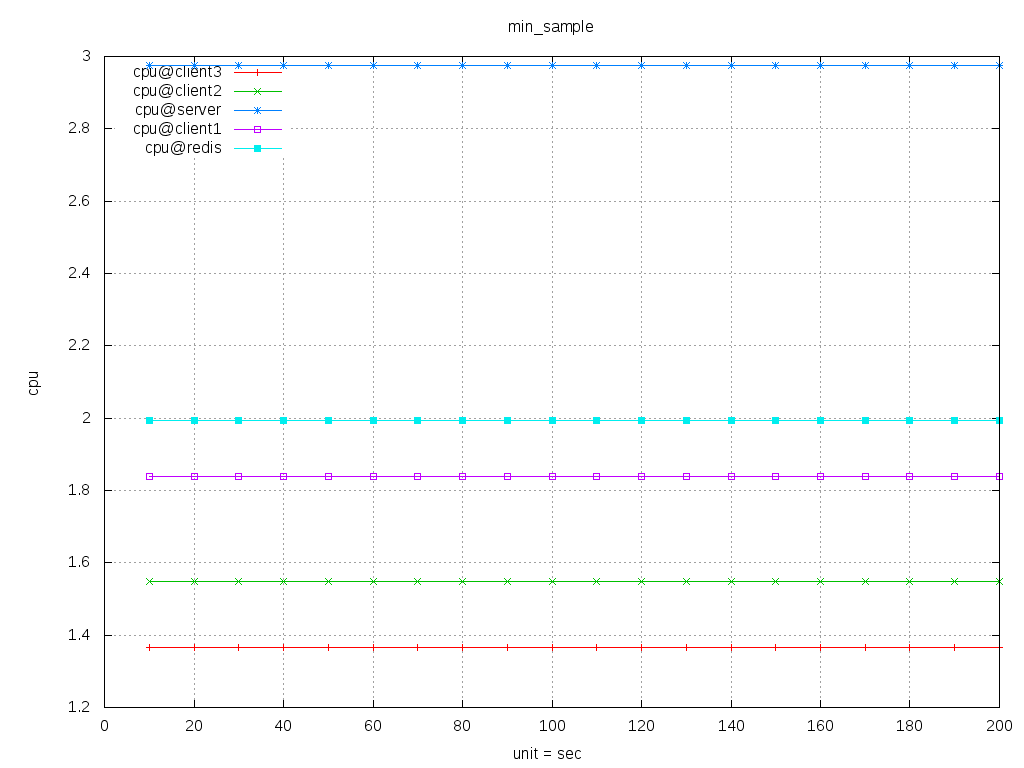 min_sample
3
cpu@client3
cpu@client2
cpu@server
2.8
cpu@client1
cpu@redis
2.6
2.4
2.2
cpu
2
1.8
1.6
1.4
1.2
0 20 40 60 80 100 120 140 160 180 200
unit = sec